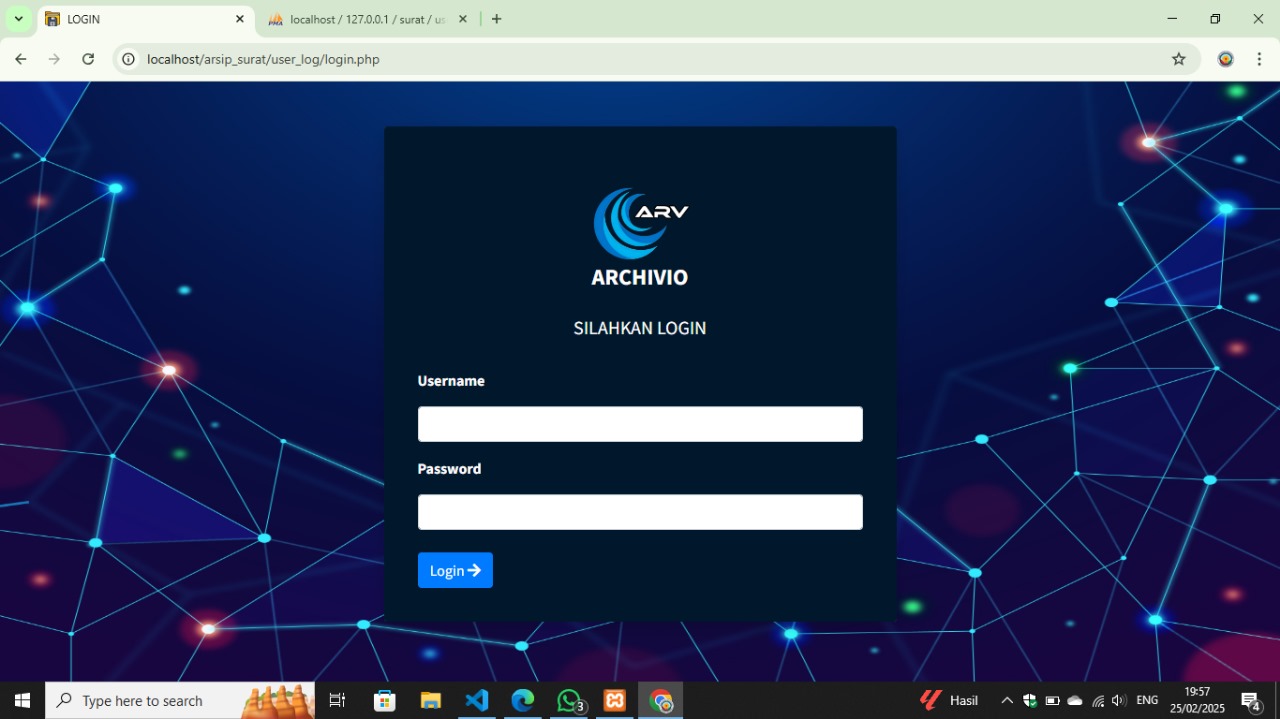 LOGIN
localhost / 127.0.0.1 / surat / us
localhost/arsip_surat/user_log/login.php
ARV
ARCHIVIO
SILAHKAN LOGIN
Username
Password
Login
Type here to search
3
Hasil
ENG
19:57
25/02/2025
4